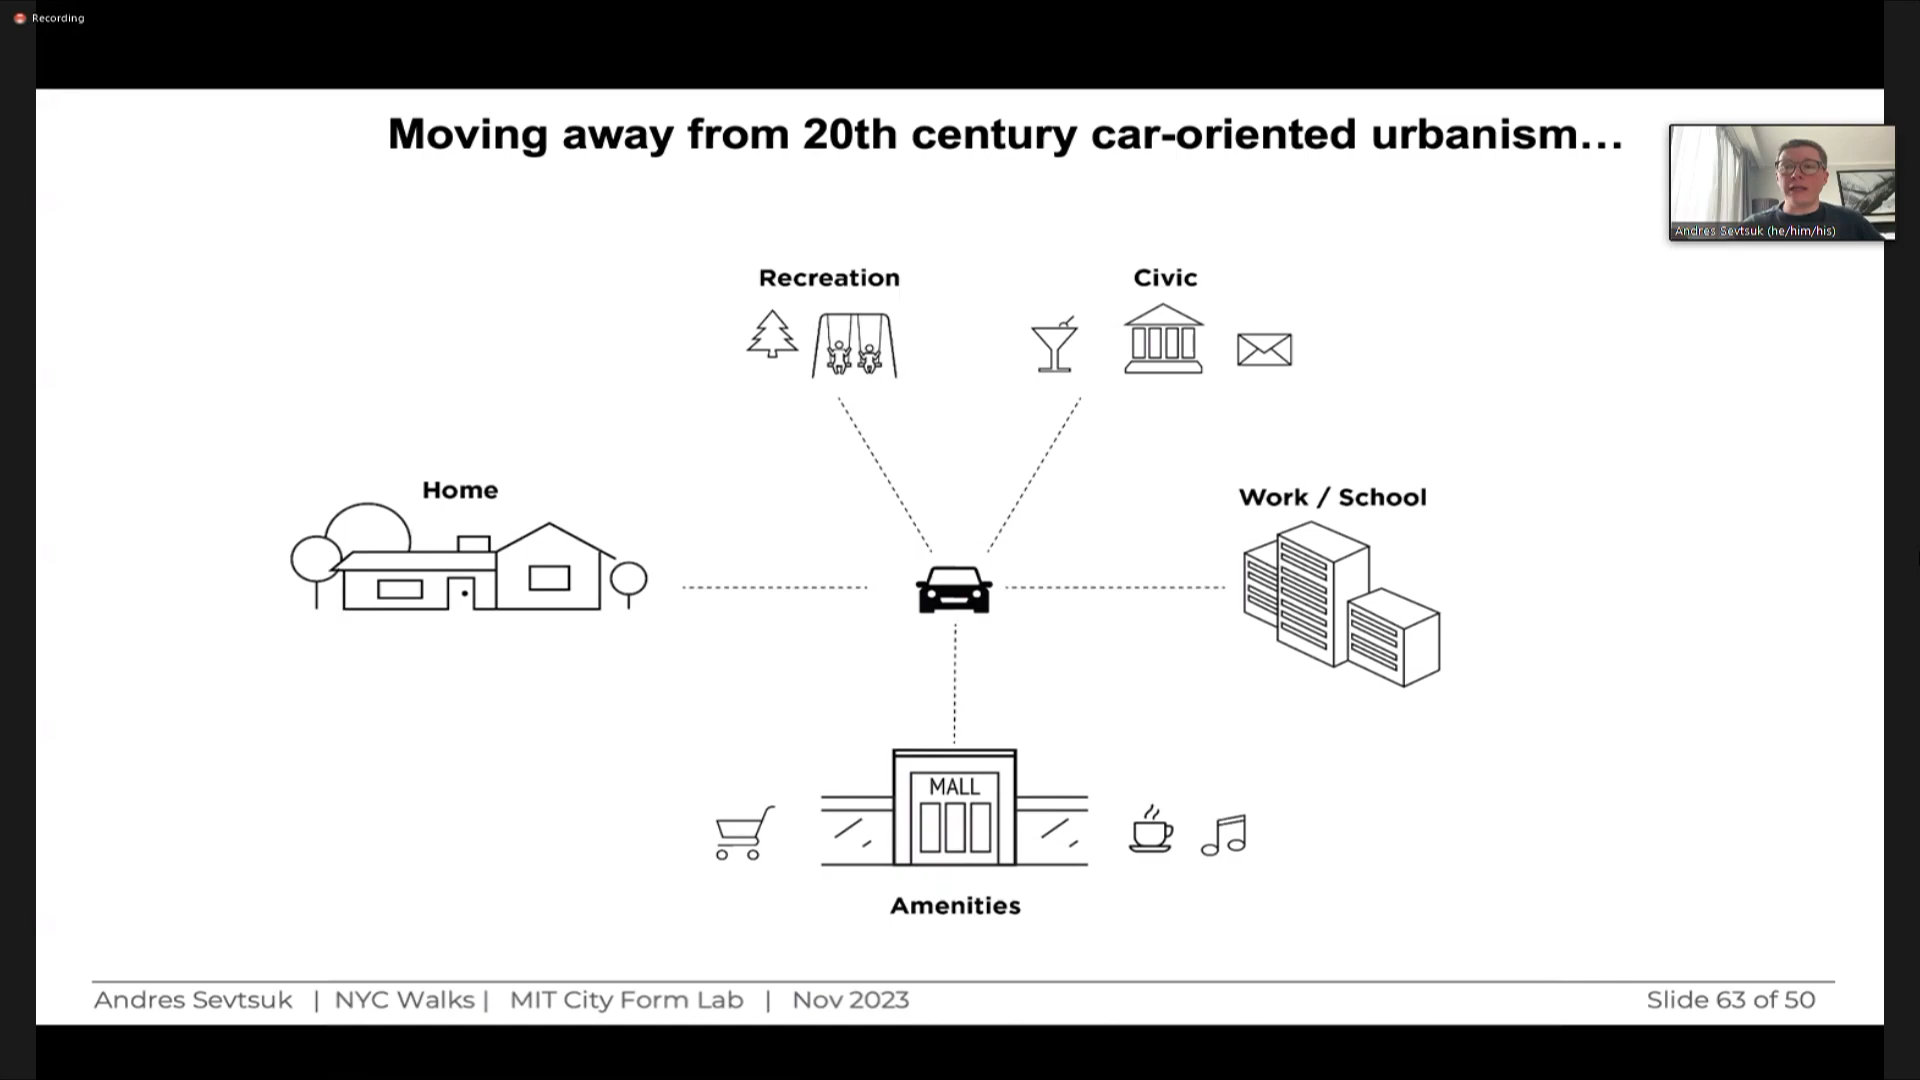 Recording
Moving away from 20th century car-oriented urbanism…
Andres Sevtsuk (he/him/his)
Recreation
Civic
Home
Work / School
MALL
Amenities
Andres Sevtsuk | NYC Walks | MIT City Form Lab | Nov 2023
Slide 63 of 50